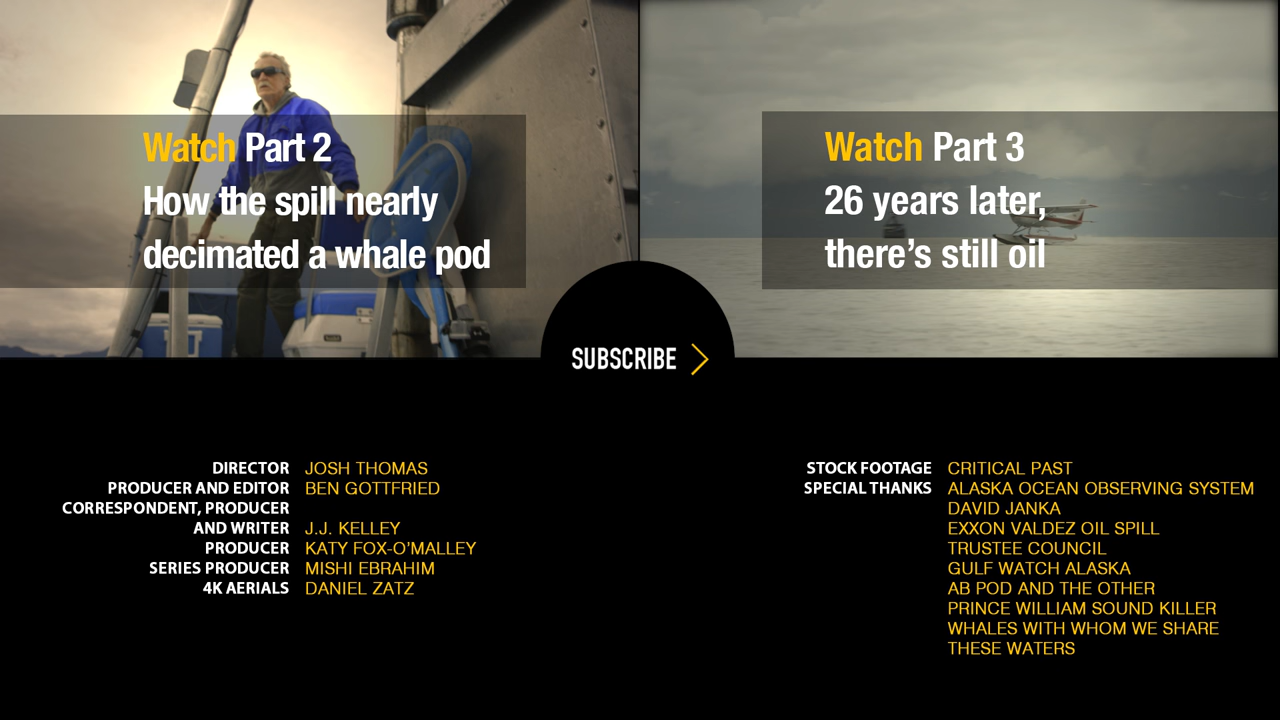 Watch Part 2
How the spill nearly
decimated a whale pod
Watch Part 3
26 years later,
there's still oil
SUBSCRIBE
DIRECTOR JOSH THOMAS
PRODUCER AND EDITOR BEN GOTTFRIED
CORRESPONDENT, PRODUCER
AND WRITER J.J. KELLEY
PRODUCER KATY FOX-O'MALLEY
SERIES PRODUCER MISHI EBRAHIM
4K AERIALS DANIEL ZATZ
STOCK FOOTAGE CRITICAL PAST
SPECIAL THANKS ALASKA OCEAN OBSERVING SYSTEM
DAVID JANKA
EXXON VALDEZ OIL SPILL
TRUSTEE COUNCIL
GULF WATCH ALASKA
AB POD AND THE OTHER
PRINCE WILLIAM SOUND KILLER
WHALES WITH WHOM WE SHARE
THESE WATERS